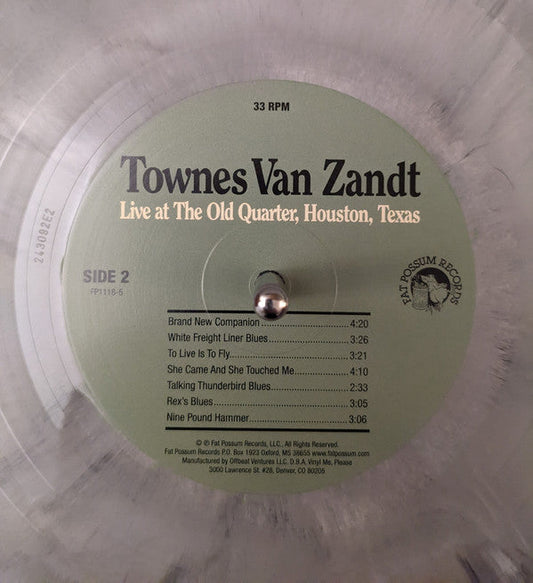 33 RPM
Townes Van Zandt
Live at The Old Quarter, Houston, Texas
SIDE 2
FP1118-5
FAT POSSUM RECORDS
Brand New Companion 4:20
White Freight Liner Blues 3:26
To Live Is To Fly 3:21
She Came And She Touched Me 4:10
Talking Thunderbird Blues 2:33
Rex's Blues 3:05
Nine Pound Hammer 3:06
© ℗ Fat Possum Records, LLC., All Rights Reserved.
Fat Possum Records P.O. Box 1923 Oxford, MS 38655 www.fatpossum.com
Manufactured by Offbeat Ventures LLC. D.B.A. Vinyl Me, Please
3000 Lawrence St. #28, Denver, CO 80205
243092E2